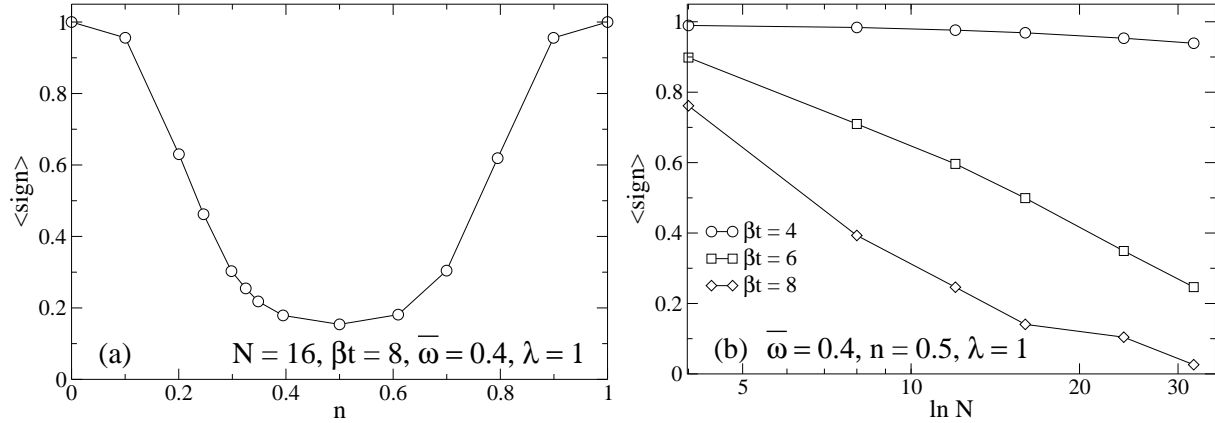 1
0.8
0.6
0.4
0.2
0
<sign>
0 0.2 0.4 0.6 0.8 1
n
(a) N = 16, βt = 8, ω̅ = 0.4, λ = 1
1
0.8
0.6
0.4
0.2
0
<sign>
βt = 4
βt = 6
βt = 8
(b) ω̅ = 0.4, n = 0.5, λ = 1
5 10 20 30
ln N